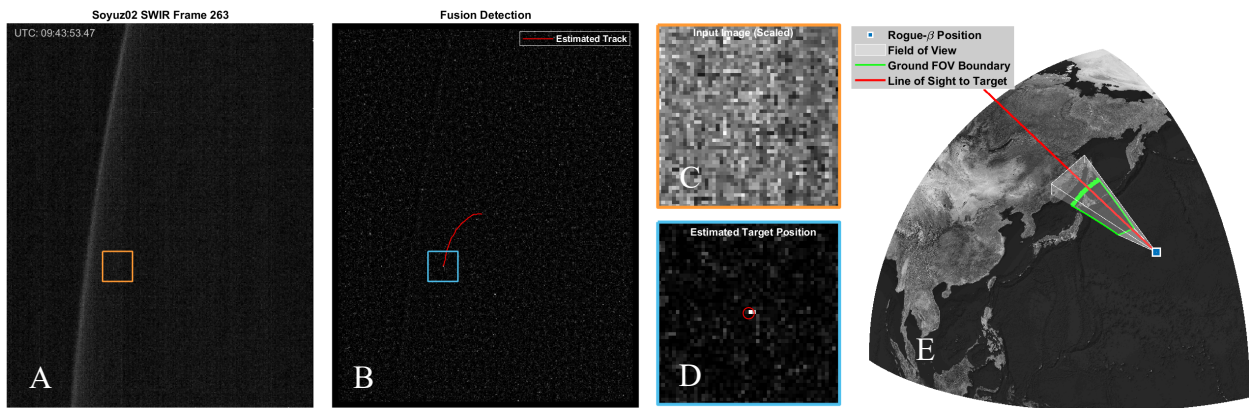 Soyuz02 SWIR Frame 263
UTC: 09:43:53.47
A
Fusion Detection
Estimated Track
B
Input Image (Scaled)
C
Estimated Target Position
D
Rogue-β Position
Field of View
Ground FOV Boundary
Line of Sight to Target
E